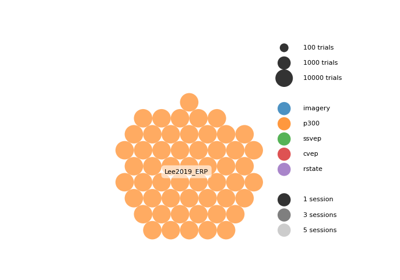 100 trials
1000 trials
10000 trials
imagery
p300
ssvep
cvep
rstate
Lee2019_ERP
1 session
3 sessions
5 sessions